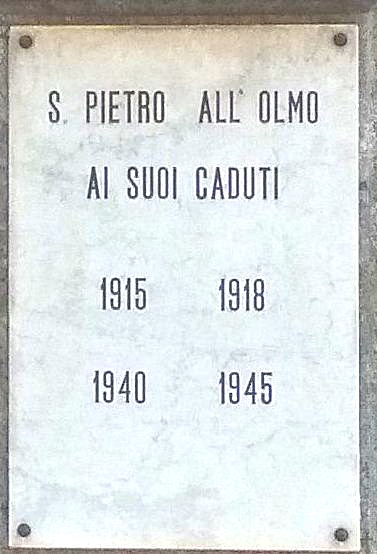 S. PIETRO ALL' OLMO
AI SUOI CADUTI
1915 1918
1940 1945